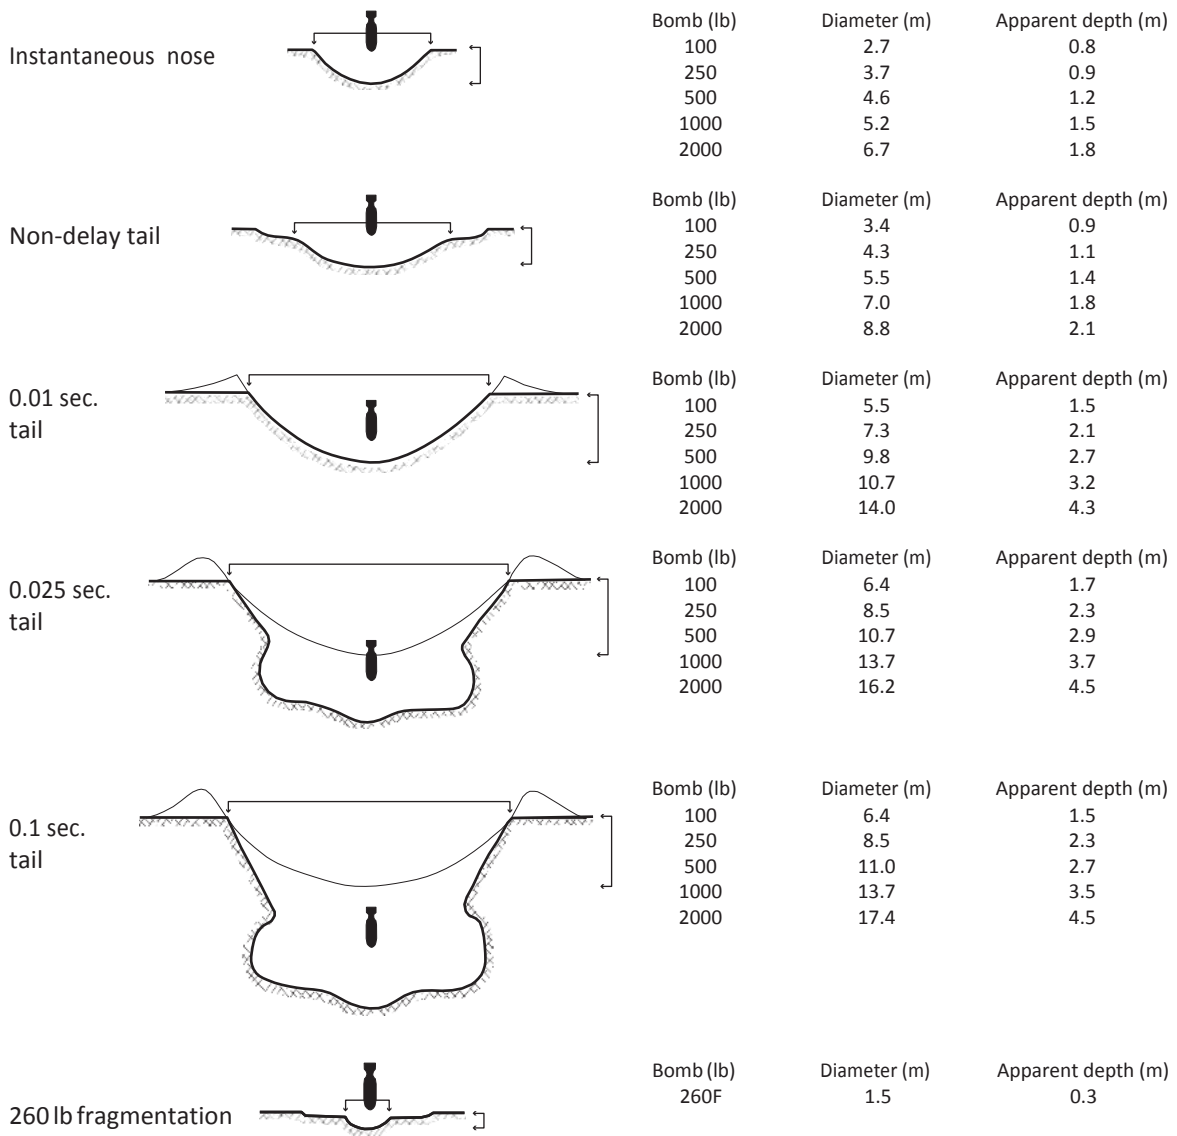 Bomb (lb) Diameter (m) Apparent depth (m)
Instantaneous nose 100 2.7 0.8
250 3.7 0.9
500 4.6 1.2
1000 5.2 1.5
2000 6.7 1.8
Bomb (lb) Diameter (m) Apparent depth (m)
Non-delay tail 100 3.4 0.9
250 4.3 1.1
500 5.5 1.4
1000 7.0 1.8
2000 8.8 2.1
Bomb (lb) Diameter (m) Apparent depth (m)
0.01 sec. 100 5.5 1.5
tail 250 7.3 2.1
500 9.8 2.7
1000 10.7 3.2
2000 14.0 4.3
Bomb (lb) Diameter (m) Apparent depth (m)
0.025 sec. 100 6.4 1.7
tail 250 8.5 2.3
500 10.7 2.9
1000 13.7 3.7
2000 16.2 4.5
Bomb (lb) Diameter (m) Apparent depth (m)
0.1 sec. 100 6.4 1.5
tail 250 8.5 2.3
500 11.0 2.7
1000 13.7 3.5
2000 17.4 4.5
Bomb (lb) Diameter (m) Apparent depth (m)
260 lb fragmentation 260F 1.5 0.3